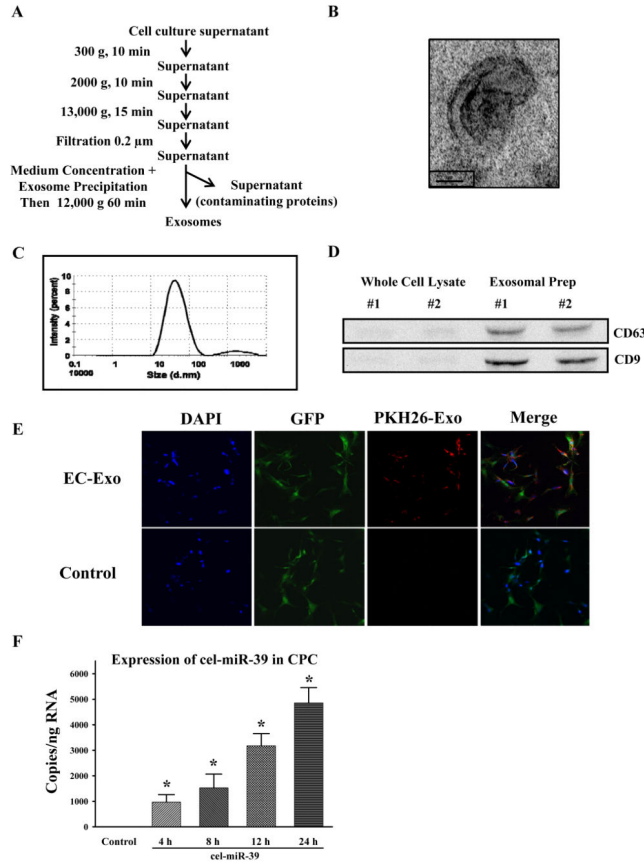 A
Cell culture supernatant
300 g, 10 min
Supernatant
2000 g, 10 min
Supernatant
13,000 g, 15 min
Supernatant
Filtration 0.2 µm
Supernatant
Medium Concentration +
Exosome Precipitation
Then 12,000 g 60 min
Supernatant
(contaminating proteins)
Exosomes
B
C
Intensity (percent)
10
8
6
4
2
0
0.1 1 10 100 1000
10000
Size (d.nm)
D
Whole Cell Lysate Exosomal Prep
#1 #2 #1 #2
CD63
CD9
E
DAPI GFP PKH26-Exo Merge
EC-Exo
Control
F
Expression of cel-miR-39 in CPC
Copies/ng RNA
6000
5000
4000
3000
2000
1000
0
* * * *
Control 4 h 8 h 12 h 24 h
cel-miR-39